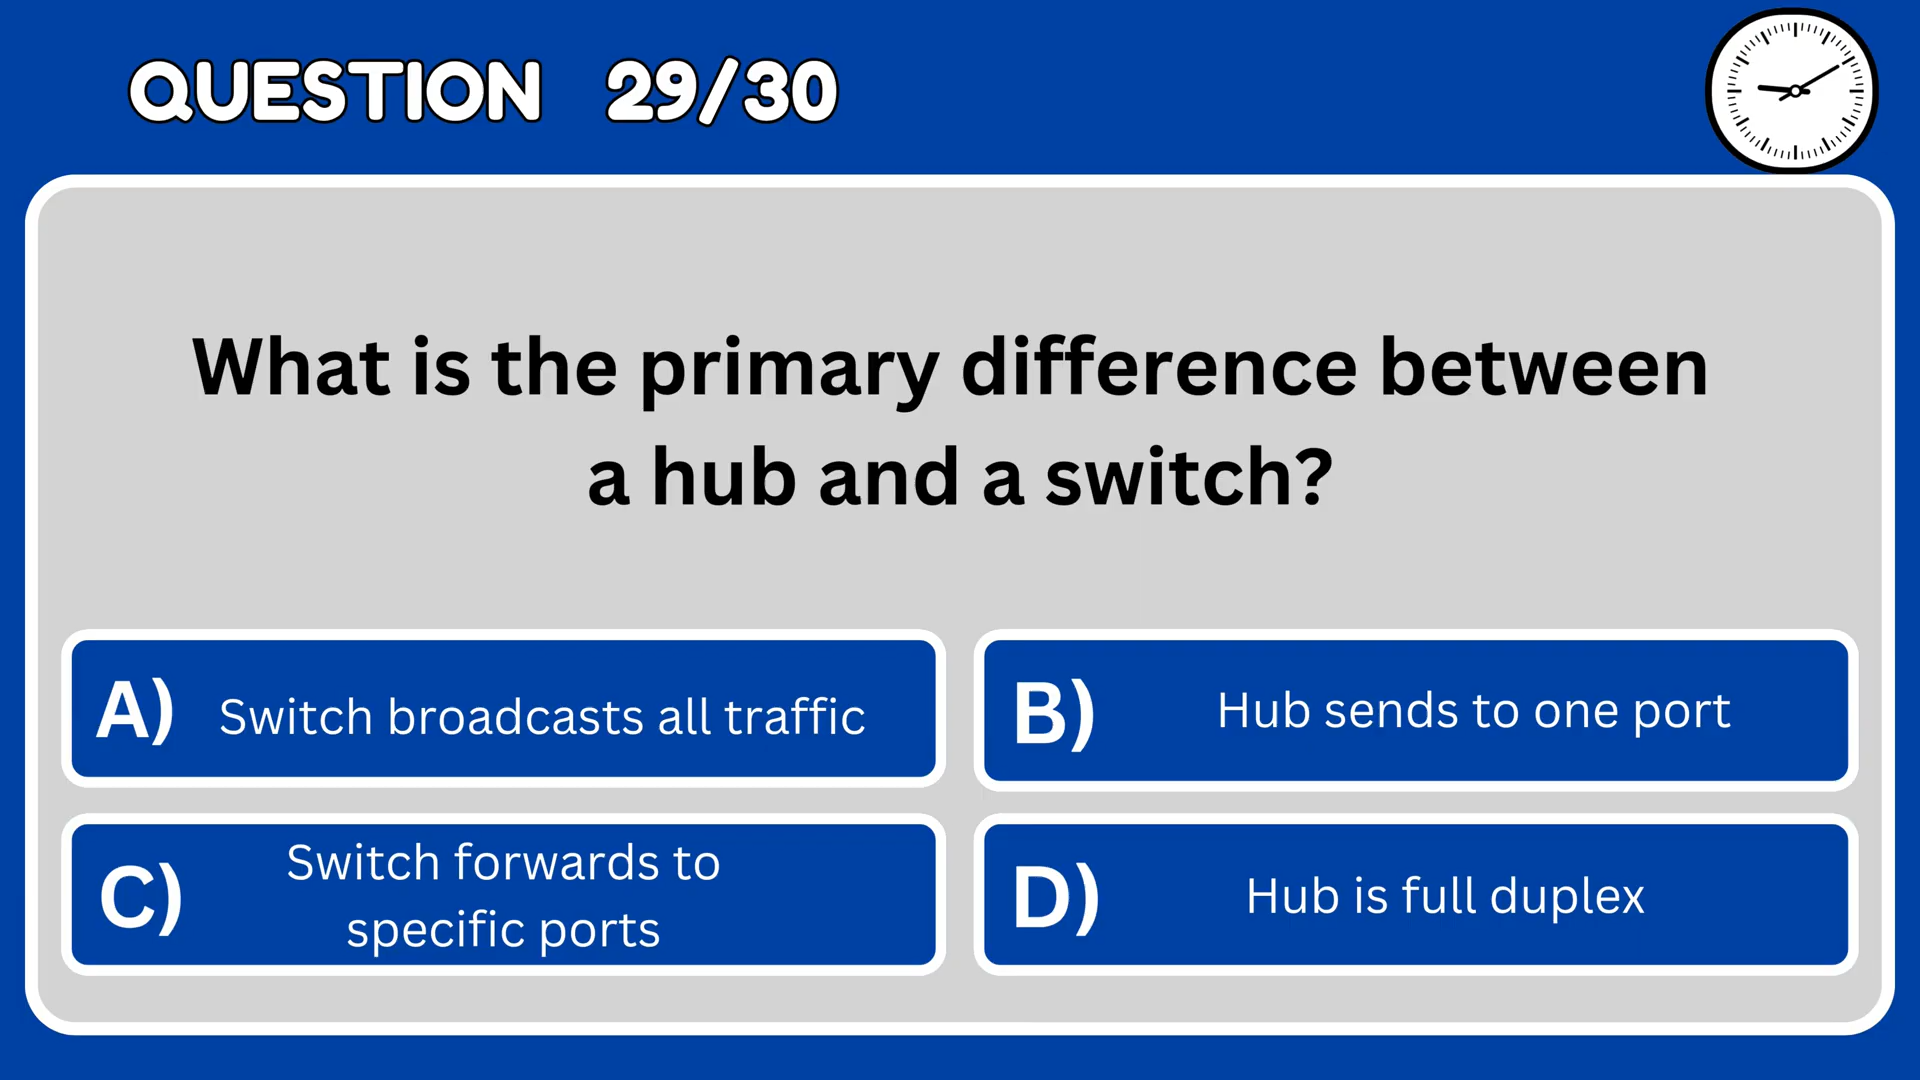 QUESTION 29/30
What is the primary difference between
a hub and a switch?
A) Switch broadcasts all traffic
B) Hub sends to one port
C) Switch forwards to
specific ports
D) Hub is full duplex